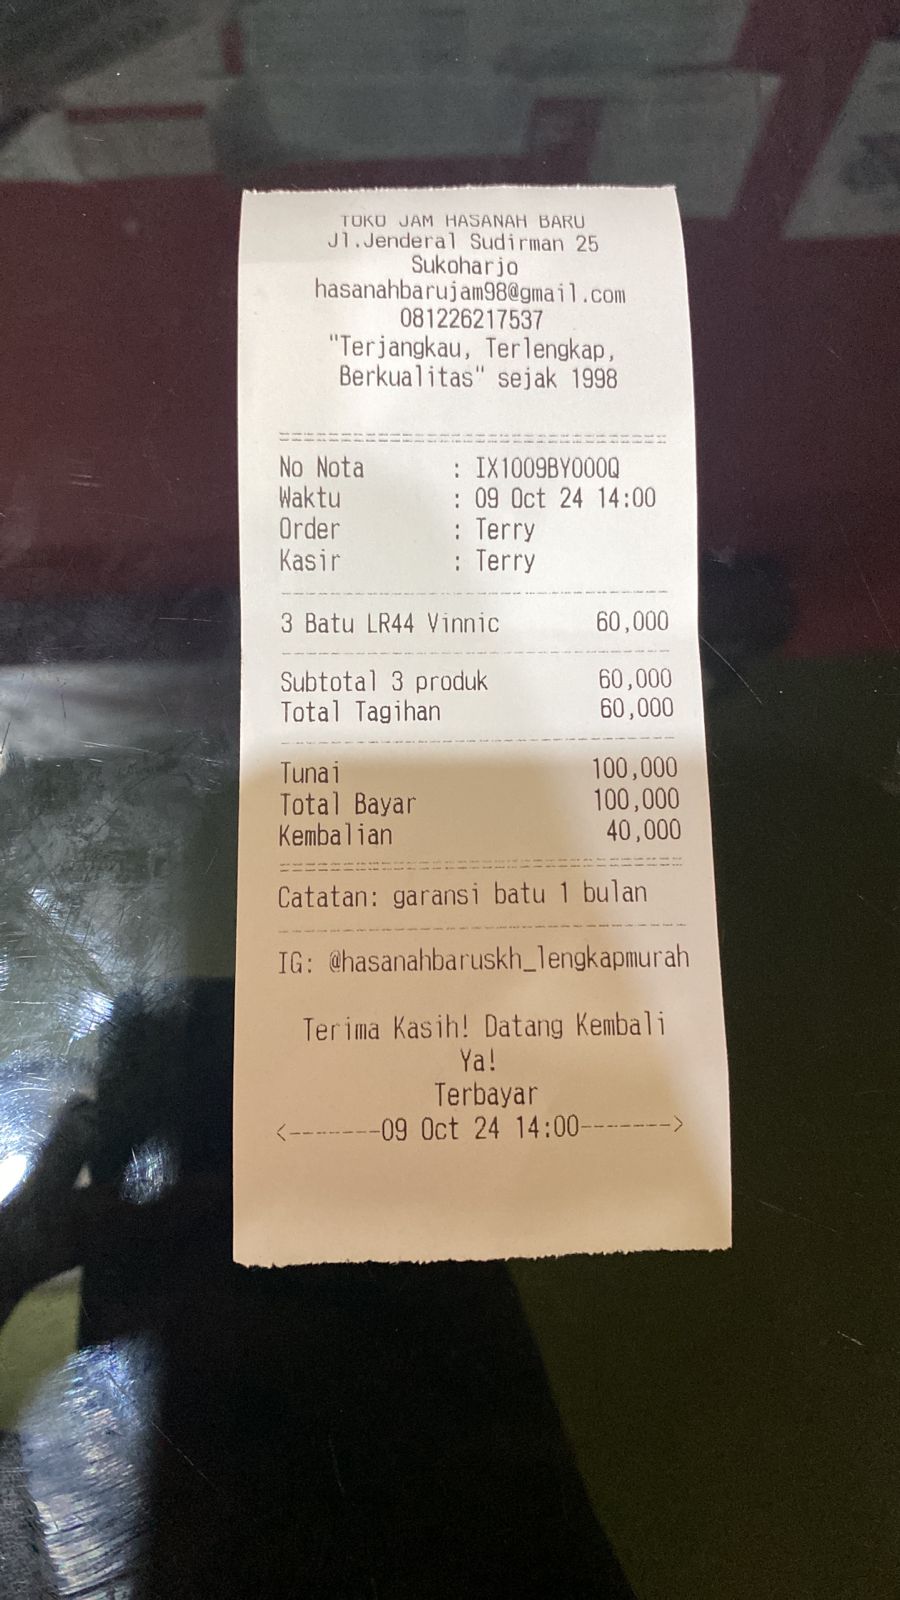 TOKO JAM HASANAH BARU
Jl.Jenderal Sudirman 25
Sukoharjo
hasanahbarujam98@gmail.com
081226217537
"Terjangkau, Terlengkap,
Berkualitas" sejak 1998
No Nota : IX1009BY000Q
Waktu : 09 Oct 24 14:00
Order : Terry
Kasir : Terry
3 Batu LR44 Vinnic 60,000
Subtotal 3 produk 60,000
Total Tagihan 60,000
Tunai 100,000
Total Bayar 100,000
Kembalian 40,000
Catatan: garansi batu 1 bulan
IG: @hasanahbaruskh_lengkapmurah
Terima Kasih! Datang Kembali
Ya!
Terbayar
<-------09 Oct 24 14:00------->